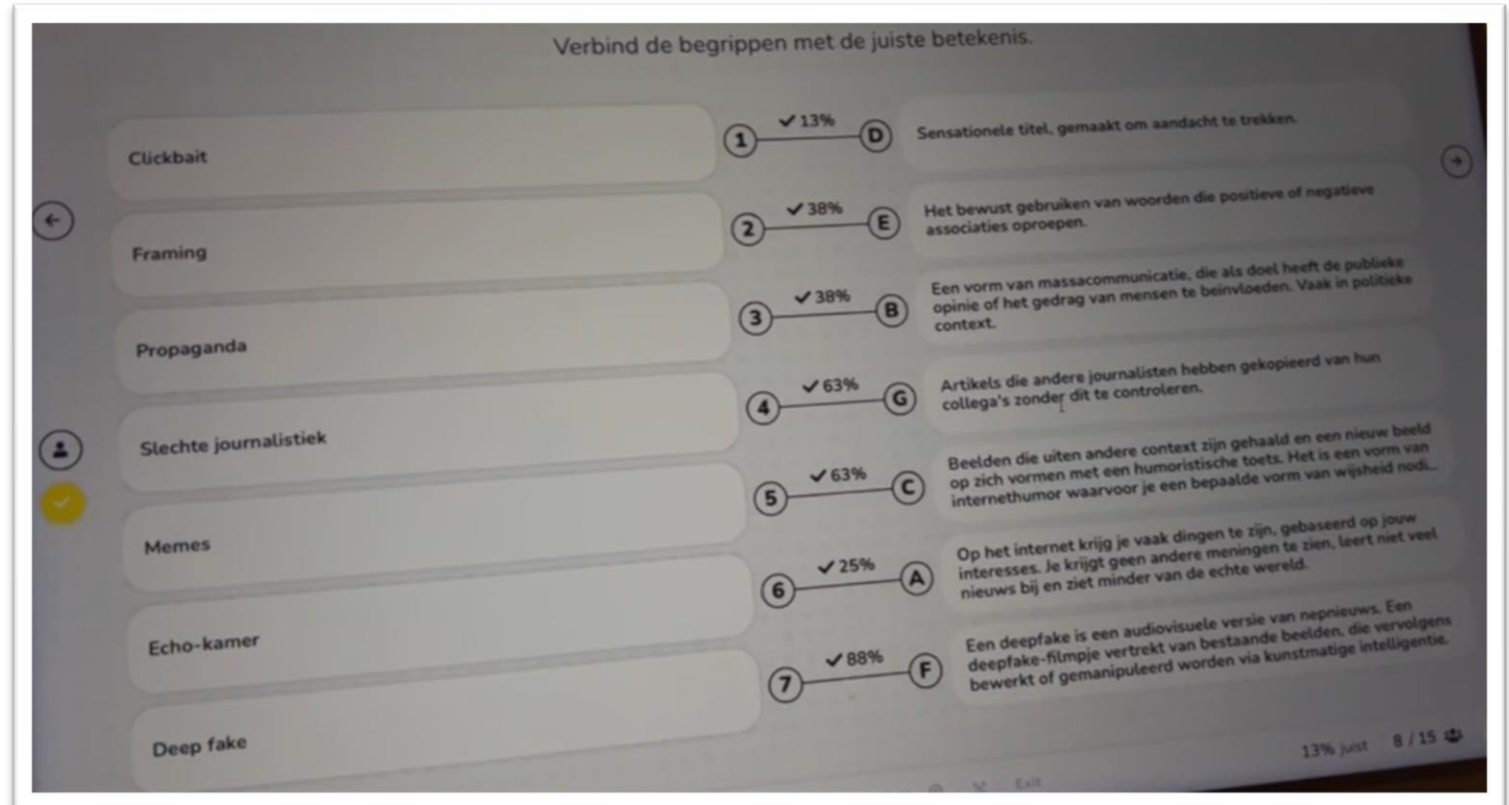 Verbind de begrippen met de juiste betekenis.
Clickbait
1 ✓ 13% D
Sensationele titel, gemaakt om aandacht te trekken.
Framing
2 ✓ 38% E
Het bewust gebruiken van woorden die positieve of negatieve
associaties oproepen.
Propaganda
3 ✓ 38% B
Een vorm van massacommunicatie, die als doel heeft de publieke
opinie of het gedrag van mensen te beïnvloeden. Vaak in politieke
context.
Slechte journalistiek
4 ✓ 63% G
Artikels die andere journalisten hebben gekopieerd van hun
collega's zonder dit te controleren.
Memes
5 ✓ 63% C
Beelden die uiten andere context zijn gehaald en een nieuw beeld
op zich vormen met een humoristische toets. Het is een vorm van
internethumor waarvoor je een bepaalde vorm van wijsheid nodi...
Echo-kamer
6 ✓ 25% A
Op het internet krijg je vaak dingen te zijn, gebaseerd op jouw
interesses. Je krijgt geen andere meningen te zien, leert niet veel
nieuws bij en ziet minder van de echte wereld.
Deep fake
7 ✓ 88% F
Een deepfake is een audiovisuele versie van nepnieuws. Een
deepfake-filmpje vertrekt van bestaande beelden, die vervolgens
bewerkt of gemanipuleerd worden via kunstmatige intelligentie.
13% juist 8 / 15
Exit